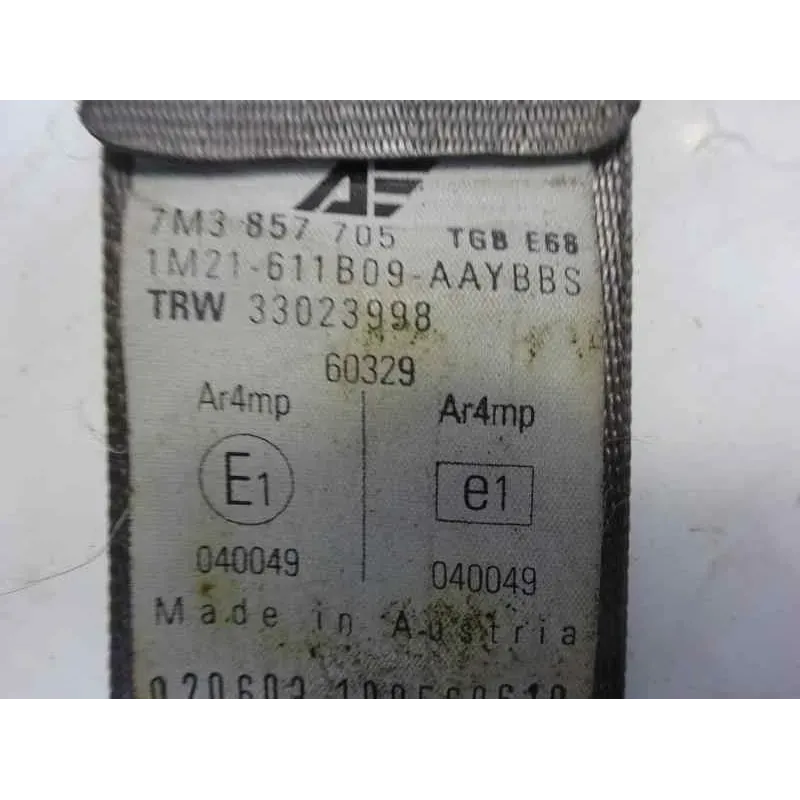 AE
7M3 857 705 TGB E68
1M21-611B09-AAYBBS
TRW 33023998
60329
Ar4mp Ar4mp
E1 e1
040049 040049
Made in Austria